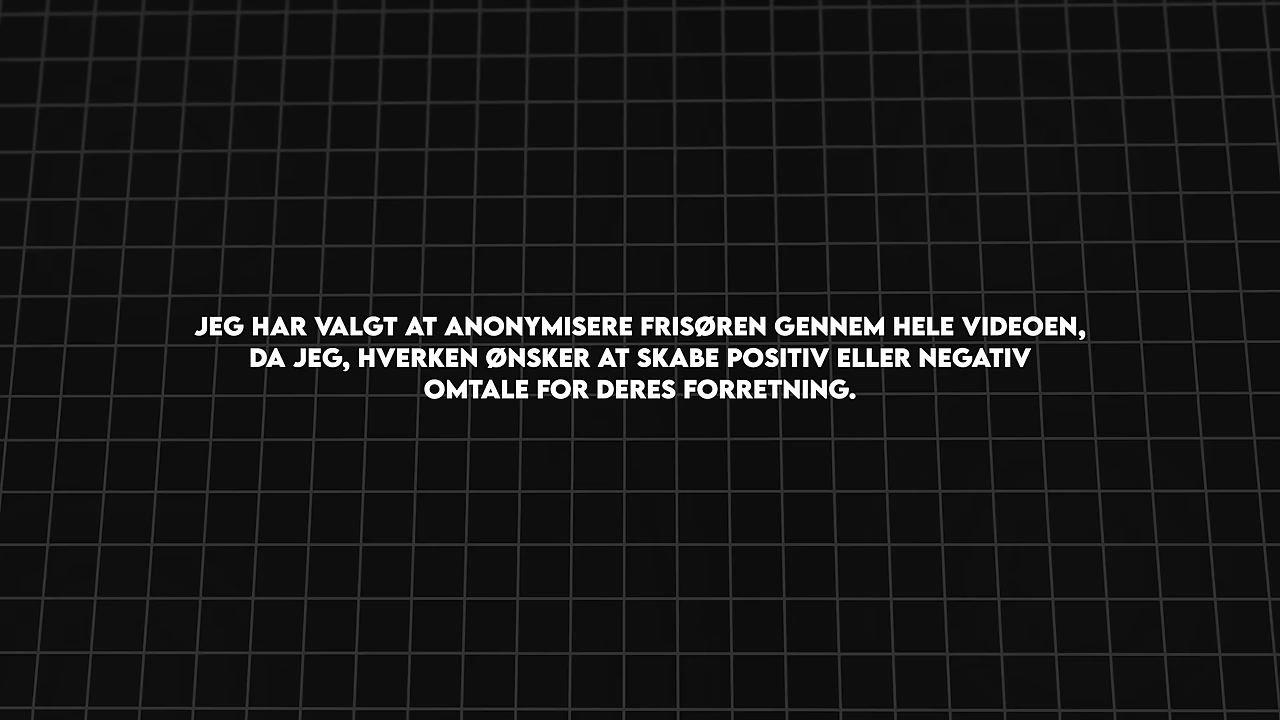 JEG HAR VALGT AT ANONYMISERE FRISØREN GENNEM HELE VIDEOEN,
DA JEG, HVERKEN ØNSKER AT SKABE POSITIV ELLER NEGATIV
OMTALE FOR DERES FORRETNING.